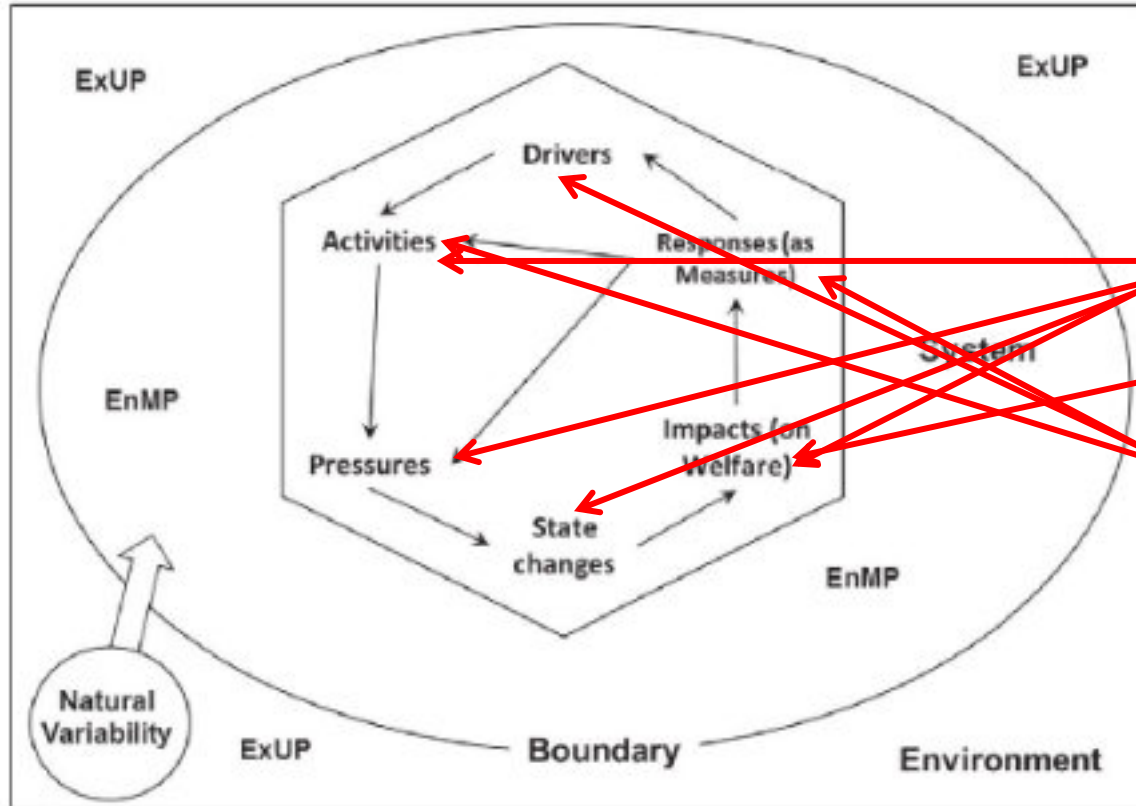 ExUP
ExUP
Drivers
Activities
Responses (as
Measures)
System
EnMP
Impacts (on
Welfare)
Pressures
State
changes
EnMP
Natural
Variability
ExUP
Boundary
Environment